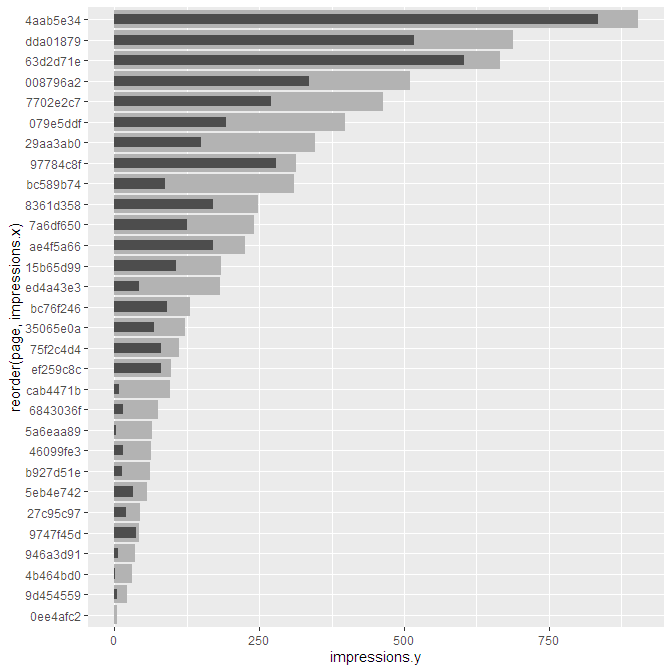 4aab5e34
dda01879
63d2d71e
008796a2
7702e2c7
079e5ddf
29aa3ab0
97784c8f
bc589b74
8361d358
7a6df650
ae4f5a66
15b65d99
ed4a43e3
bc76f246
35065e0a
75f2c4d4
ef259c8c
cab4471b
6843036f
5a6eaa89
46099fe3
b927d51e
5eb4e742
27c95c97
9747f45d
946a3d91
4b464bd0
9d454559
0ee4afc2
reorder(page, impressions.x)
0 250 500 750
impressions.y